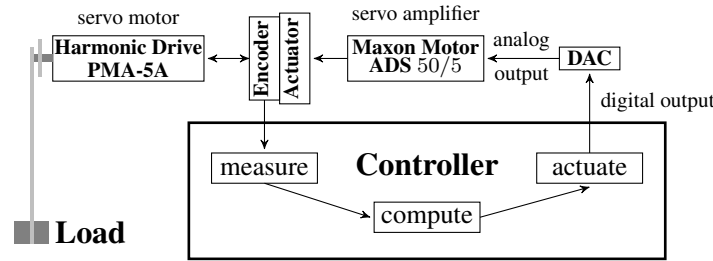 servo motor
servo amplifier
Harmonic Drive
PMA-5A
Encoder
Actuator
Maxon Motor
ADS 50/5
analog
output
DAC
digital output
measure
Controller
actuate
compute
Load